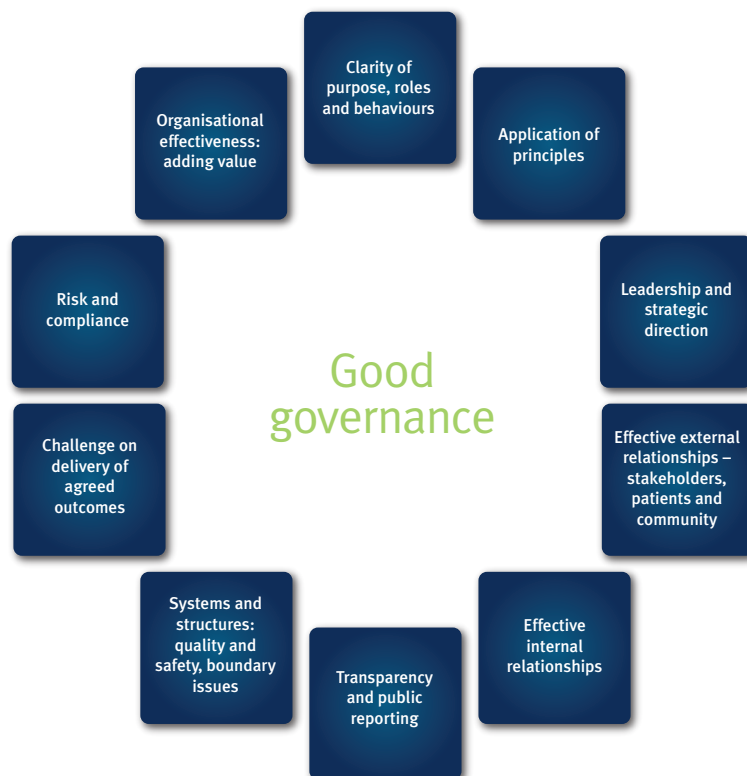 Clarity of
purpose, roles
and behaviours
Application of
principles
Leadership and
strategic
direction
Effective external
relationships –
stakeholders,
patients and
community
Effective
internal
relationships
Transparency
and public
reporting
Systems and
structures:
quality and
safety, boundary
issues
Challenge on
delivery of
agreed
outcomes
Risk and
compliance
Organisational
effectiveness:
adding value
Good
governance